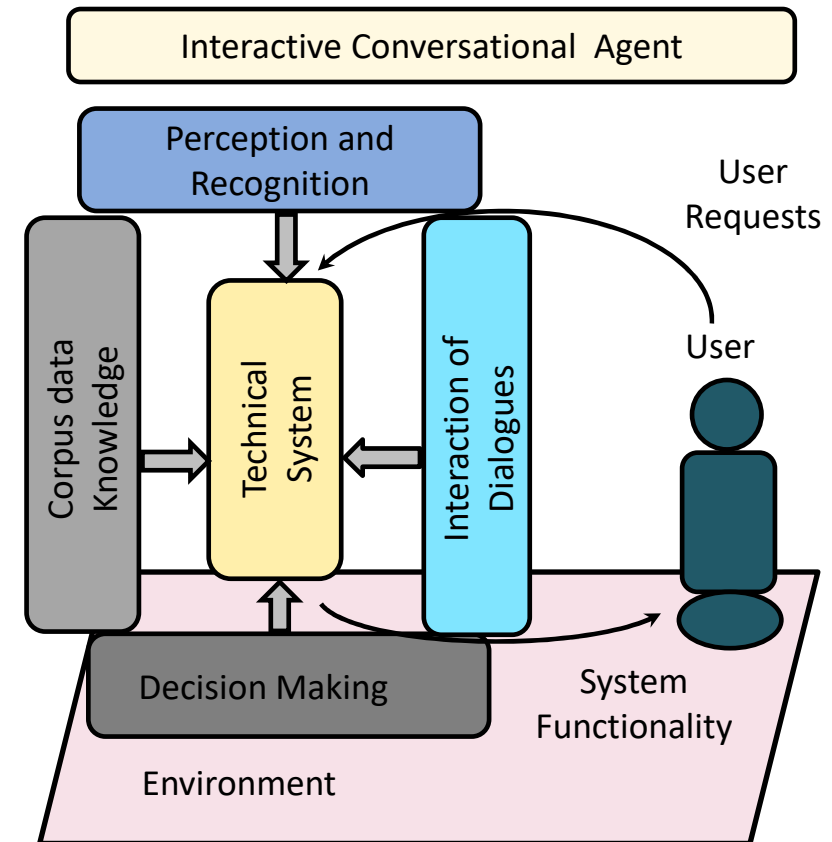 Interactive Conversational Agent
Perception and
Recognition
User
Requests
User
Corpus data
Knowledge
Technical
System
Interaction of
Dialogues
Decision Making
System
Functionality
Environment